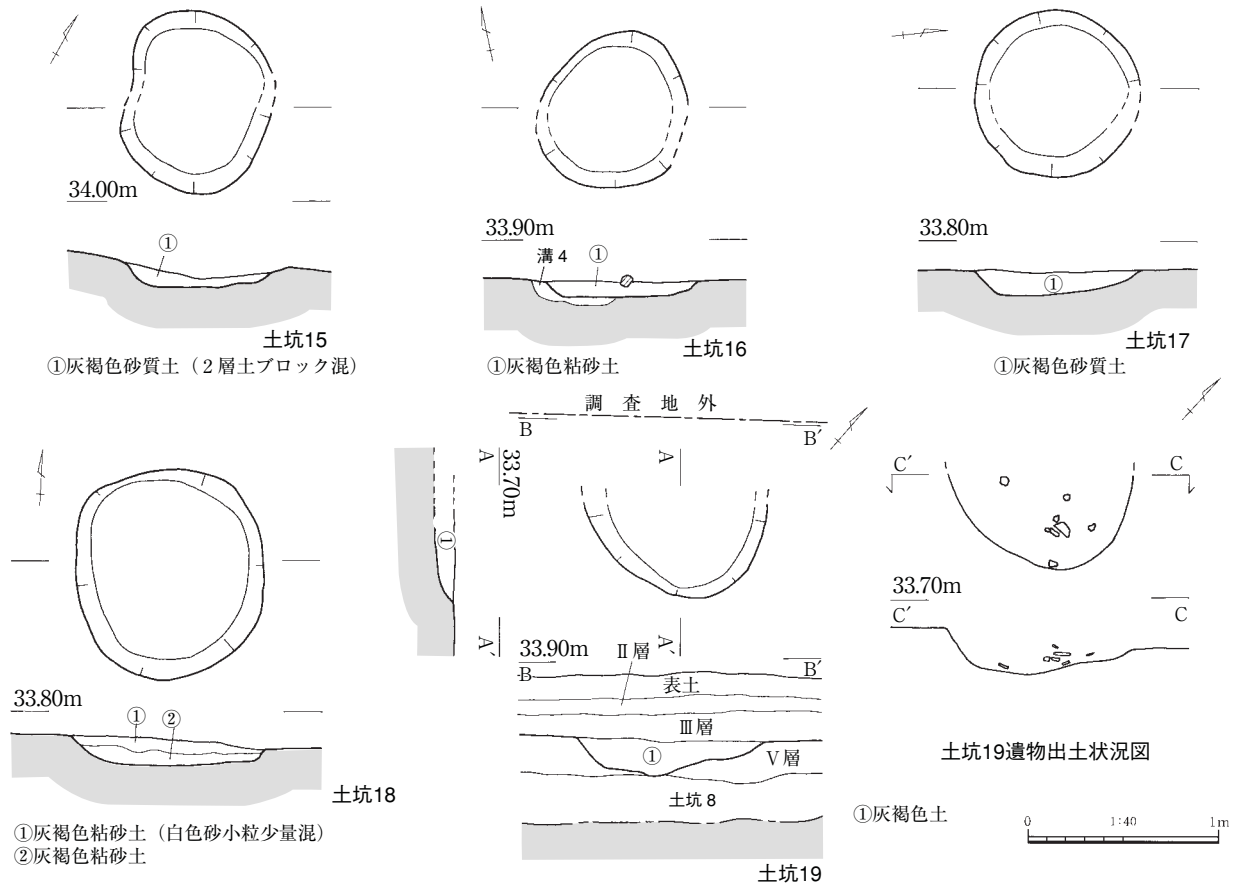 34.00m
①
土坑15
①灰褐色砂質土（２層土ブロック混）
33.90m
溝４
①
土坑16
①灰褐色粘砂土
33.80m
①
土坑17
①灰褐色砂質土
33.80m
①
②
土坑18
①灰褐色粘砂土（白色砂小粒少量混）
②灰褐色粘砂土
調査地外
B
B′
A
33.70m
A
①
A′
A′
33.90m
B
B′
Ⅱ層
表土
Ⅲ層
①
Ⅴ層
土坑８
土坑19
C′
C
33.70m
C′
C
土坑19遺物出土状況図
①灰褐色土
0
1:40
1m